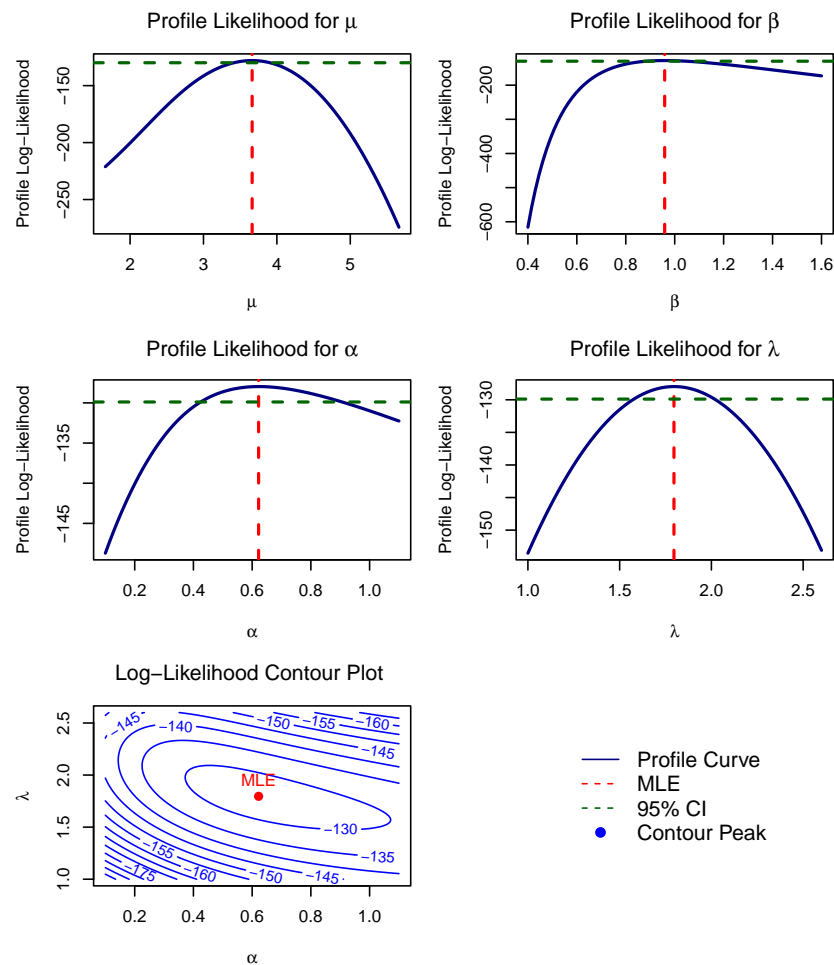 Profile Likelihood for μ
Profile Log−Likelihood
−150
−200
−250
2 3 4 5
μ
Profile Likelihood for β
Profile Log−Likelihood
−200
−400
−600
0.4 0.6 0.8 1.0 1.2 1.4 1.6
β
Profile Likelihood for α
Profile Log−Likelihood
−135
−145
0.2 0.4 0.6 0.8 1.0
α
Profile Likelihood for λ
Profile Log−Likelihood
−130
−140
−150
1.0 1.5 2.0 2.5
λ
Log−Likelihood Contour Plot
λ
2.5
2.0
1.5
1.0
−145
−140
−150
−155
−160
−145
MLE
−130
−135
−155
−175
−160
−150
−145
0.2 0.4 0.6 0.8 1.0
α
Profile Curve
MLE
95% CI
Contour Peak